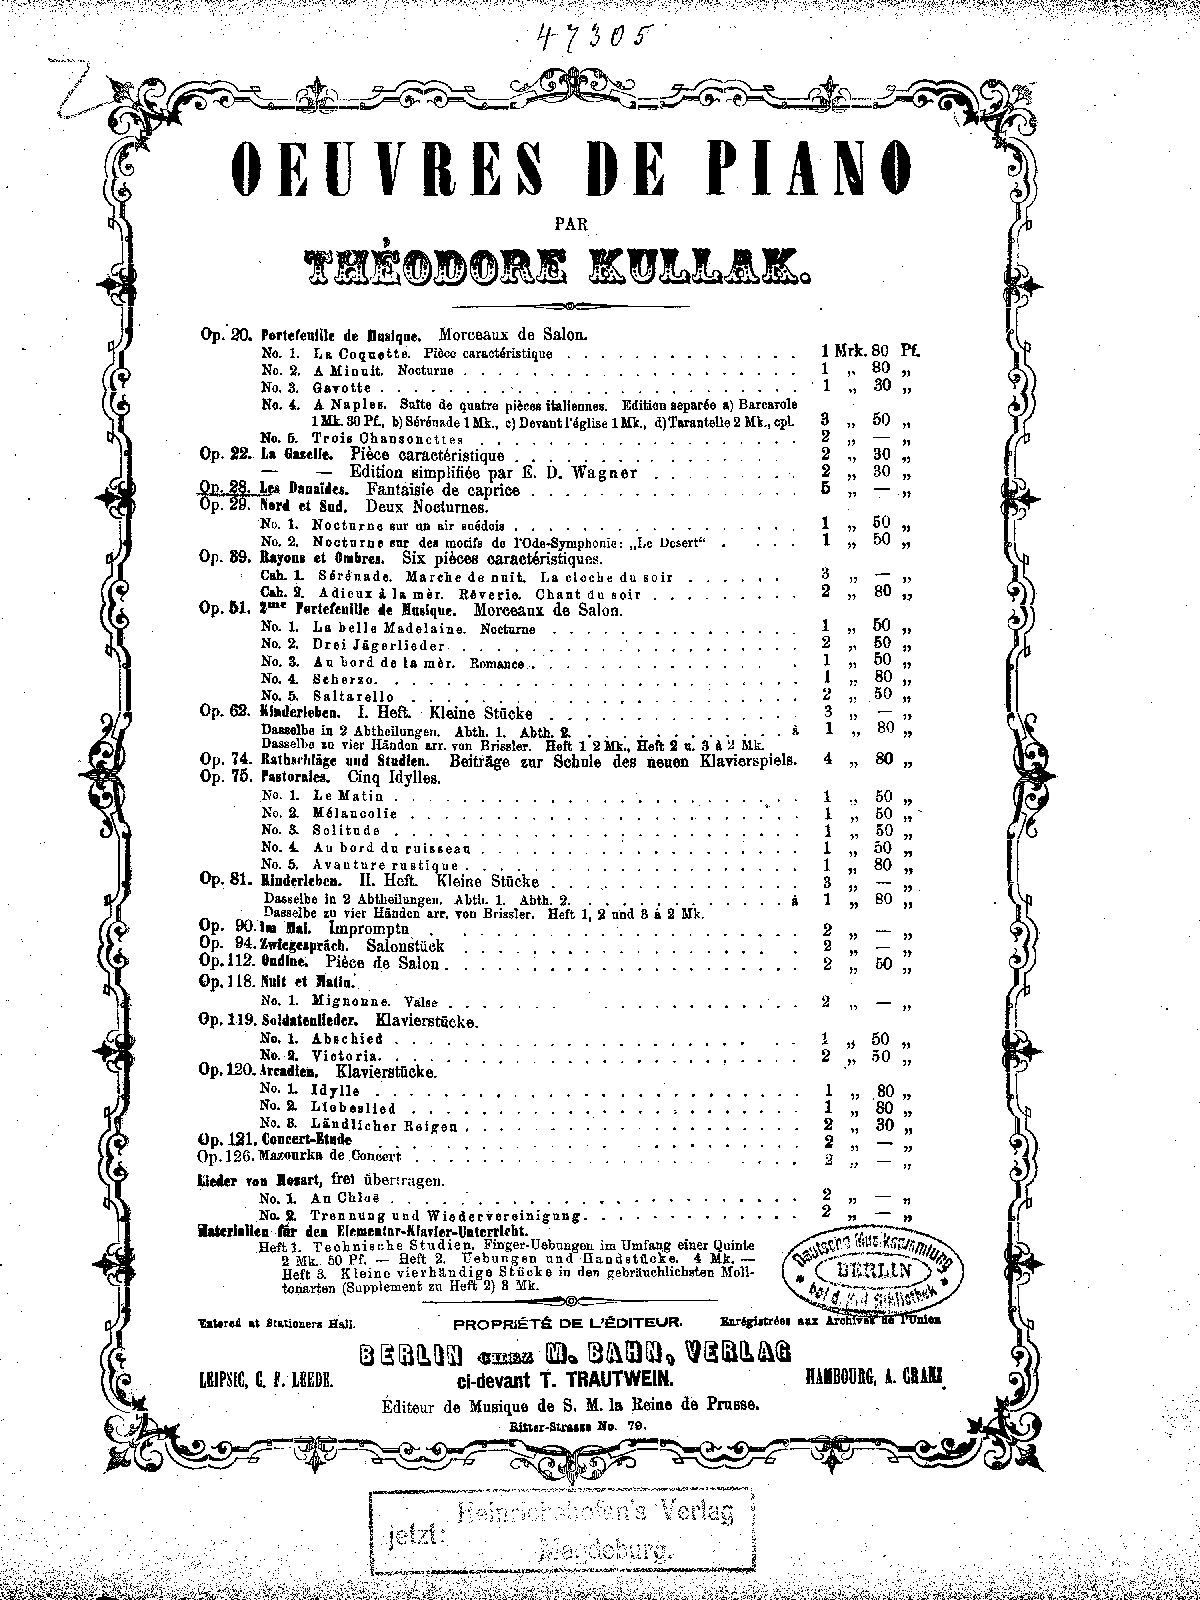 47305
OEUVRES DE PIANO
PAR
THÉODORE KULLAK.
Op. 20. Portefeuille de Musique. Morceaux de Salon.
No. 1. La Coquette. Pièce caractéristique . . . 1 Mrk. 80 Pf.
No. 2. A Minuit. Nocturne . . . 1 „ 80 „
No. 3. Gavotte . . . 1 „ 30 „
No. 4. A Naples. Suite de quatre pièces italiennes. Edition separée a) Barcarole
1 Mk. 30 Pf., b) Sérénade 1 Mk., c) Devant l'église 1 Mk., d) Tarantelle 2 Mk., cpl. 3 „ 50 „
No. 5. Trois Chansonettes . . . 2 „ — „
Op. 22. La Gazelle. Pièce caractéristique . . . 2 „ 30 „
— — Edition simplifiée par E. D. Wagner . . . 2 „ 30 „
Op. 28. Les Danaïdes. Fantaisie de caprice . . . 5 „ — „
Op. 29. Nord et Sud. Deux Nocturnes.
No. 1. Nocturne sur un air suédois . . . 1 „ 50 „
No. 2. Nocturne sur des motifs de l'Ode-Symphonie: „Le Desert“ . . . 1 „ 50 „
Op. 39. Rayons et Ombres. Six pièces caractéristiques.
Cah. 1. Sérénade. Marche de nuit. La cloche du soir . . . 3 „ — „
Cah. 2. Adieux à la mèr. Rêverie. Chant du soir . . . 2 „ 80 „
Op. 51. 2me Portefeuille de Musique. Morceaux de Salon.
No. 1. La belle Madelaine. Nocturne . . . 1 „ 50 „
No. 2. Drei Jägerlieder . . . 2 „ 50 „
No. 3. Au bord de la mèr. Romance . . . 1 „ 50 „
No. 4. Scherzo. . . . 1 „ 80 „
No. 5. Saltarello . . . 2 „ 50 „
Op. 62. Kinderleben. I. Heft. Kleine Stücke . . . 3 „ — „
Dasselbe in 2 Abtheilungen. Abth. 1. Abth. 2. . . . à 1 „ 80 „
Dasselbe zu vier Händen arr. von Brissler. Heft 1 2 Mk., Heft 2 u. 3 à 2 Mk.
Op. 74. Rathschläge und Studien. Beiträge zur Schule des neuen Klavierspiels. 4 „ 80 „
Op. 75. Pastorales. Cinq Idylles.
No. 1. Le Matin . . . 1 „ 50 „
No. 2. Mélancolie . . . 1 „ 50 „
No. 3. Solitude . . . 1 „ 50 „
No. 4. Au bord du ruisseau . . . 1 „ 50 „
No. 5. Avanture rustique . . . 1 „ 80 „
Op. 81. Kinderleben. II. Heft. Kleine Stücke . . . 3 „ — „
Dasselbe in 2 Abtheilungen. Abth. 1. Abth. 2. . . . à 1 „ 80 „
Dasselbe zu vier Händen arr. von Brissler. Heft 1, 2 und 3 à 2 Mk.
Op. 90. Im Mai. Impromptu . . . 2 „ — „
Op. 94. Zwiegespräch. Salonstück . . . 2 „ — „
Op. 112. Ondine. Pièce de Salon . . . 2 „ 50 „
Op. 118. Nuit et Matin.
No. 1. Mignonne. Valse . . . 2 „ — „
Op. 119. Soldatenlieder. Klavierstücke.
No. 1. Abschied . . . 1 „ 50 „
No. 2. Victoria. . . . 2 „ 50 „
Op. 120. Arcadien. Klavierstücke.
No. 1. Idylle . . . 1 „ 80 „
No. 2. Liebeslied . . . 1 „ 80 „
No. 3. Ländlicher Reigen . . . 2 „ 30 „
Op. 121. Concert-Etude . . . 2 „ — „
Op. 126. Mazourka de Concert . . . 2 „ — „
Lieder von Mozart, frei übertragen.
No. 1. An Chloë . . . 2 „ — „
No. 2. Trennung und Wiedervereinigung. . . . 2 „ — „
Materialien für den Elementar-Klavier-Unterricht.
Heft 1. Technische Studien. Finger-Uebungen im Umfang einer Quinte
2 Mk. 50 Pf. — Heft 2. Uebungen und Handstücke. 4 Mk. —
Heft 3. Kleine vierhändige Stücke in den gebräuchlichsten Moll-
tonarten (Supplement zu Heft 2) 3 Mk.
Deutsche Musiksammlung
BERLIN
bei d. Kgl. Bibliothek
Entered at Stationers Hall. PROPRIÉTÉ DE L'ÉDITEUR. Enrégistrées aux Archives de l'Union
BERLIN CHEZ M. BAHN, VERLAG
LEIPSIC, C. F. LEEDE. ci-devant T. TRAUTWEIN. HAMBOURG, A. CRANZ
Éditeur de Musique de S. M. la Reine de Prusse.
Ritter-Strasse No. 79.
jetzt: Heinrichshofen's Verlag
Magdeburg.